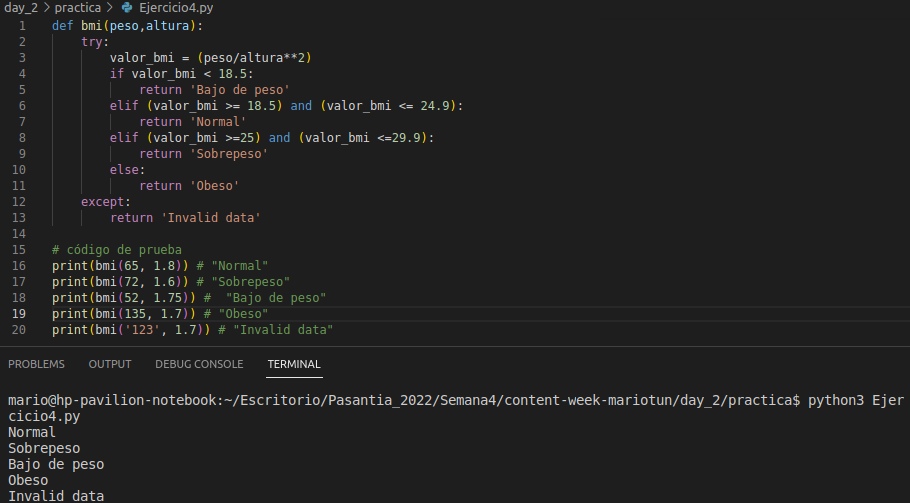 day_2 > practica > Ejercicio4.py
1 def bmi(peso,altura):
2     try:
3         valor_bmi = (peso/altura**2)
4         if valor_bmi < 18.5:
5             return 'Bajo de peso'
6         elif (valor_bmi >= 18.5) and (valor_bmi <= 24.9):
7             return 'Normal'
8         elif (valor_bmi >=25) and (valor_bmi <=29.9):
9             return 'Sobrepeso'
10         else:
11             return 'Obeso'
12     except:
13         return 'Invalid data'
14
15 # código de prueba
16 print(bmi(65, 1.8)) # "Normal"
17 print(bmi(72, 1.6)) # "Sobrepeso"
18 print(bmi(52, 1.75)) #  "Bajo de peso"
19 print(bmi(135, 1.7)) # "Obeso"
20 print(bmi('123', 1.7)) # "Invalid data"
PROBLEMS OUTPUT DEBUG CONSOLE TERMINAL
mario@hp-pavilion-notebook:~/Escritorio/Pasantia_2022/Semana4/content-week-mariotun/day_2/practica$ python3 Ejer
cicio4.py
Normal
Sobrepeso
Bajo de peso
Obeso
Invalid data